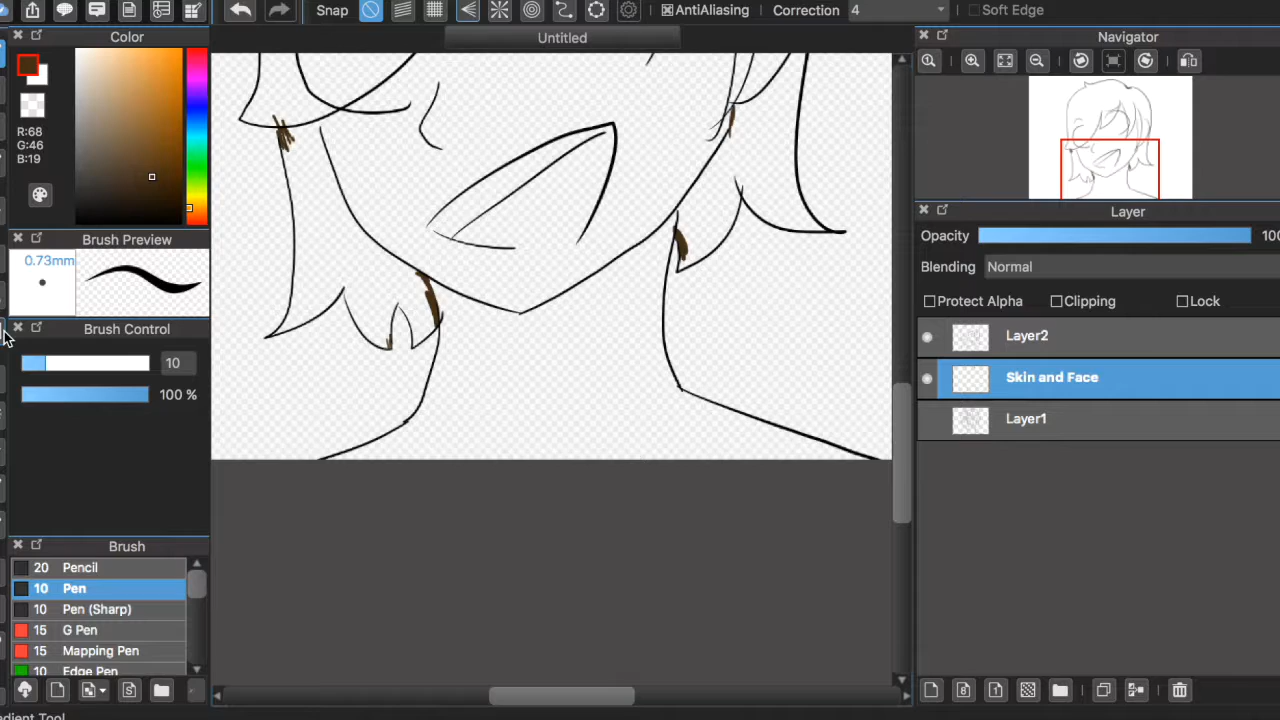 Snap
AntiAliasing
Correction
4
Soft Edge
Color
Untitled
Navigator
R:68
G:46
B:19
Brush Preview
0.73mm
Brush Control
10
100 %
Brush
20 Pencil
10 Pen
10 Pen (Sharp)
15 G Pen
15 Mapping Pen
10 Edge Pen
Layer
Opacity
Blending
Normal
Protect Alpha
Clipping
Lock
Layer2
Skin and Face
Layer1
Tool